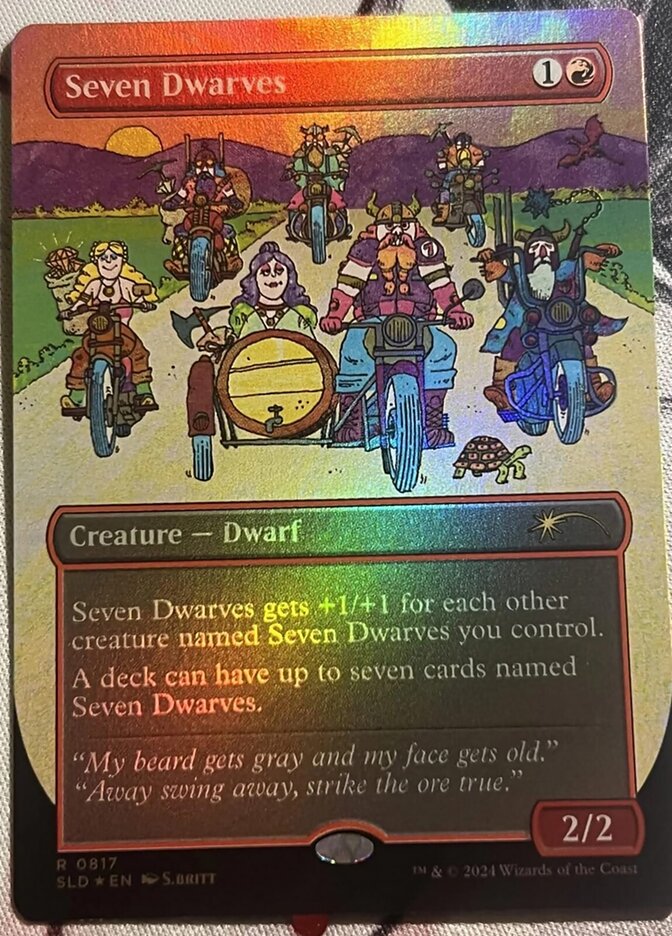 Seven Dwarves 1
1
Creature — Dwarf
Seven Dwarves gets +1/+1 for each other
creature named Seven Dwarves you control.
A deck can have up to seven cards named
Seven Dwarves.
“My beard gets gray and my face gets old.”
“Away swing away, strike the ore true.”
2/2
R 0817
SLD ★ EN S.BRITT
™ & © 2024 Wizards of the Coast